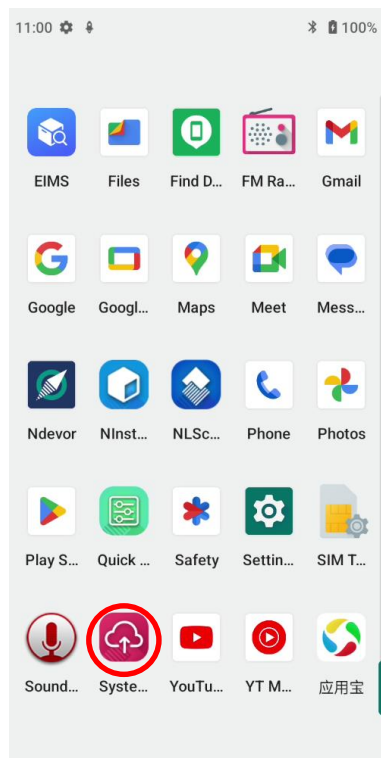 11:00 100%
EIMS Files Find D... FM Ra... Gmail
Google Googl... Maps Meet Mess...
Ndevor NInst... NLSc... Phone Photos
Play S... Quick ... Safety Settin... SIM T...
Sound... Syste... YouTu... YT M... 应用宝